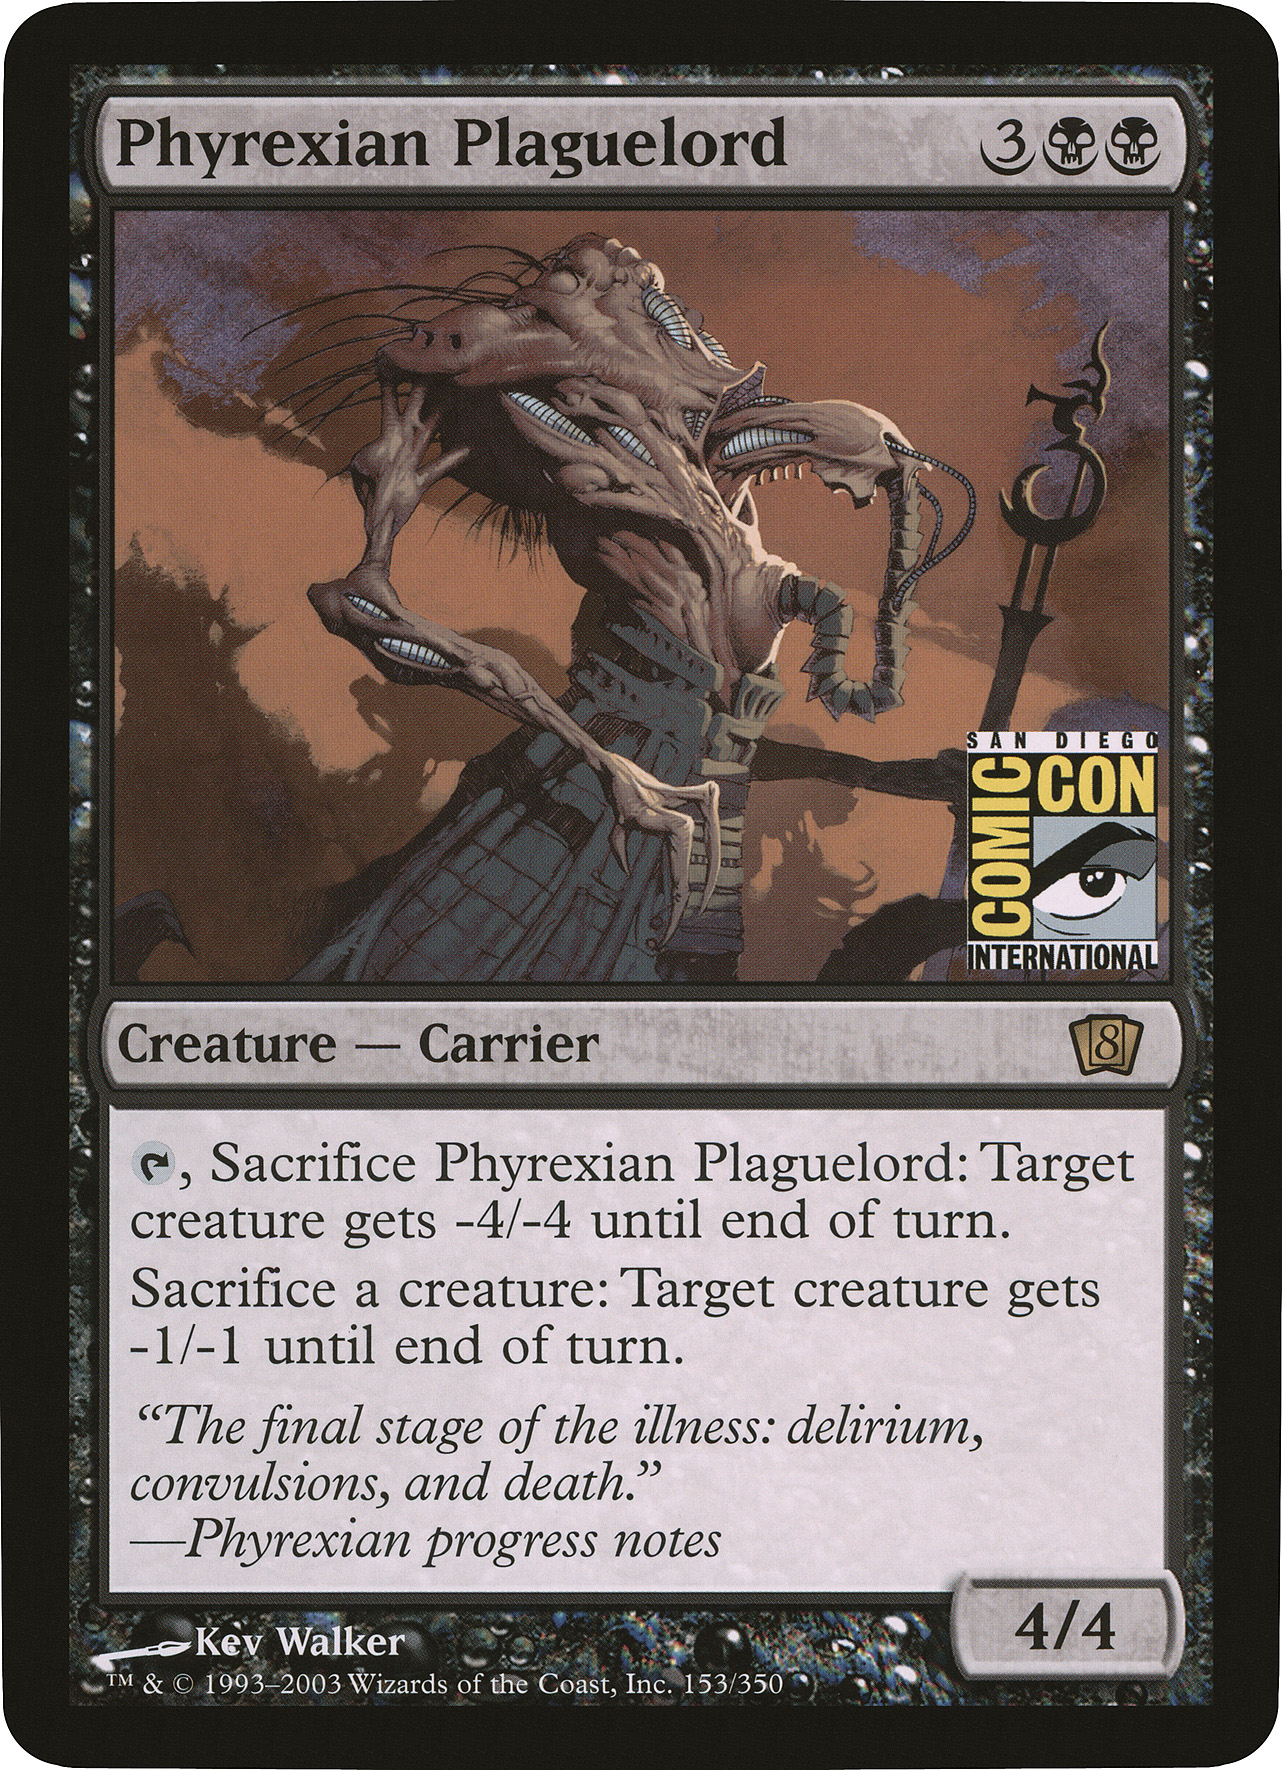 Phyrexian Plaguelord 3
SAN DIEGO
COMIC CON
INTERNATIONAL
Creature — Carrier 8
, Sacrifice Phyrexian Plaguelord: Target
creature gets -4/-4 until end of turn.
Sacrifice a creature: Target creature gets
-1/-1 until end of turn.
“The final stage of the illness: delirium,
convulsions, and death.”
—Phyrexian progress notes
4/4
Kev Walker
™ & © 1993–2003 Wizards of the Coast, Inc. 153/350